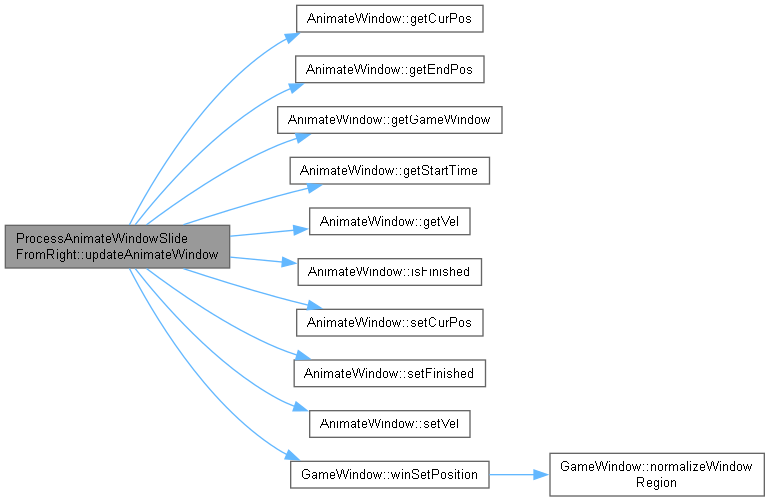 AnimateWindow::getCurPos
AnimateWindow::getEndPos
AnimateWindow::getGameWindow
AnimateWindow::getStartTime
ProcessAnimateWindowSlide
FromRight::updateAnimateWindow
AnimateWindow::getVel
AnimateWindow::isFinished
AnimateWindow::setCurPos
AnimateWindow::setFinished
AnimateWindow::setVel
GameWindow::winSetPosition
GameWindow::normalizeWindow
Region